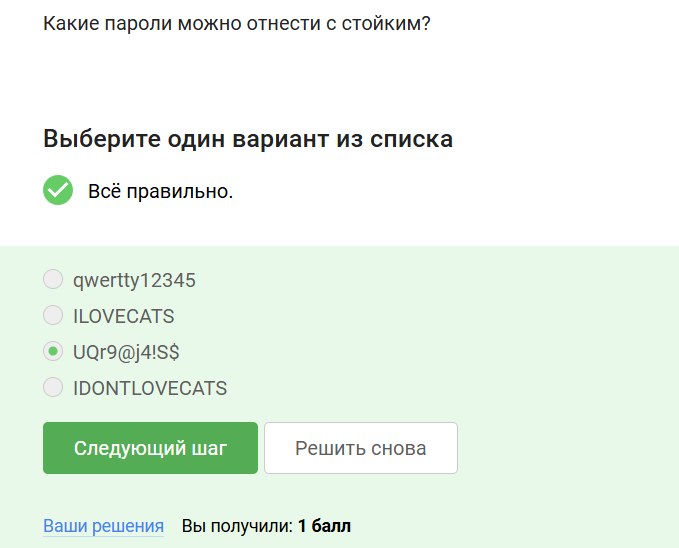 Какие пароли можно отнести с стойким?
Выберите один вариант из списка
Всё правильно.
qwertty12345
ILOVECATS
UQr9@j4!S$
IDONTLOVECATS
Следующий шаг
Решить снова
Ваши решения Вы получили: 1 балл